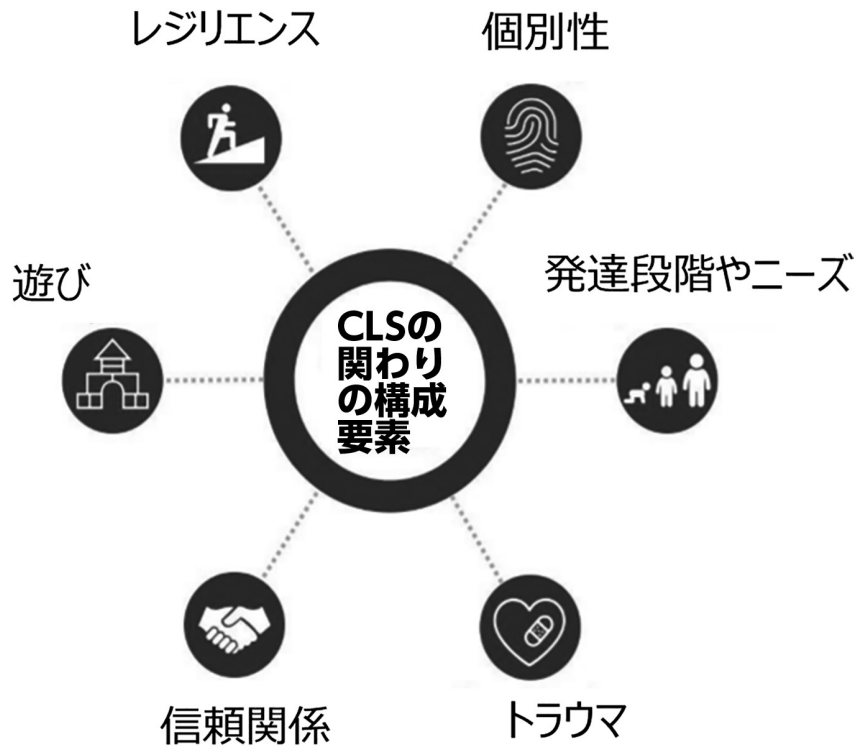 レジリエンス
個別性
遊び
発達段階やニーズ
CLSの
関わり
の構成
要素
信頼関係
トラウマ